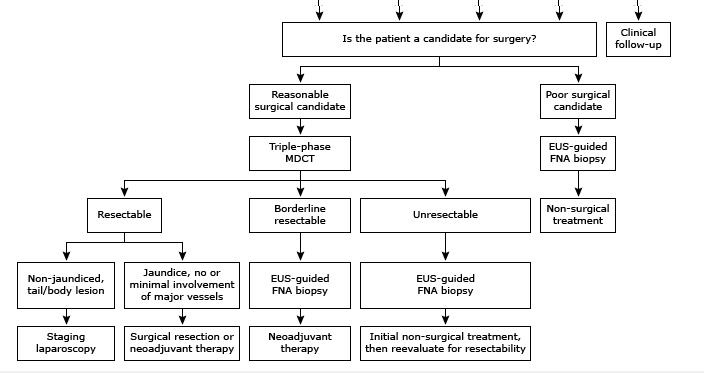 Is the patient a candidate for surgery?
Clinical
follow-up
Reasonable
surgical candidate
Poor surgical
candidate
Triple-phase
MDCT
EUS-guided
FNA biopsy
Resectable
Borderline
resectable
Unresectable
Non-surgical
treatment
Non-jaundiced,
tail/body lesion
Jaundice, no or
minimal involvement
of major vessels
EUS-guided
FNA biopsy
EUS-guided
FNA biopsy
Staging
laparoscopy
Surgical resection or
neoadjuvant therapy
Neoadjuvant
therapy
Initial non-surgical treatment,
then reevaluate for resectability